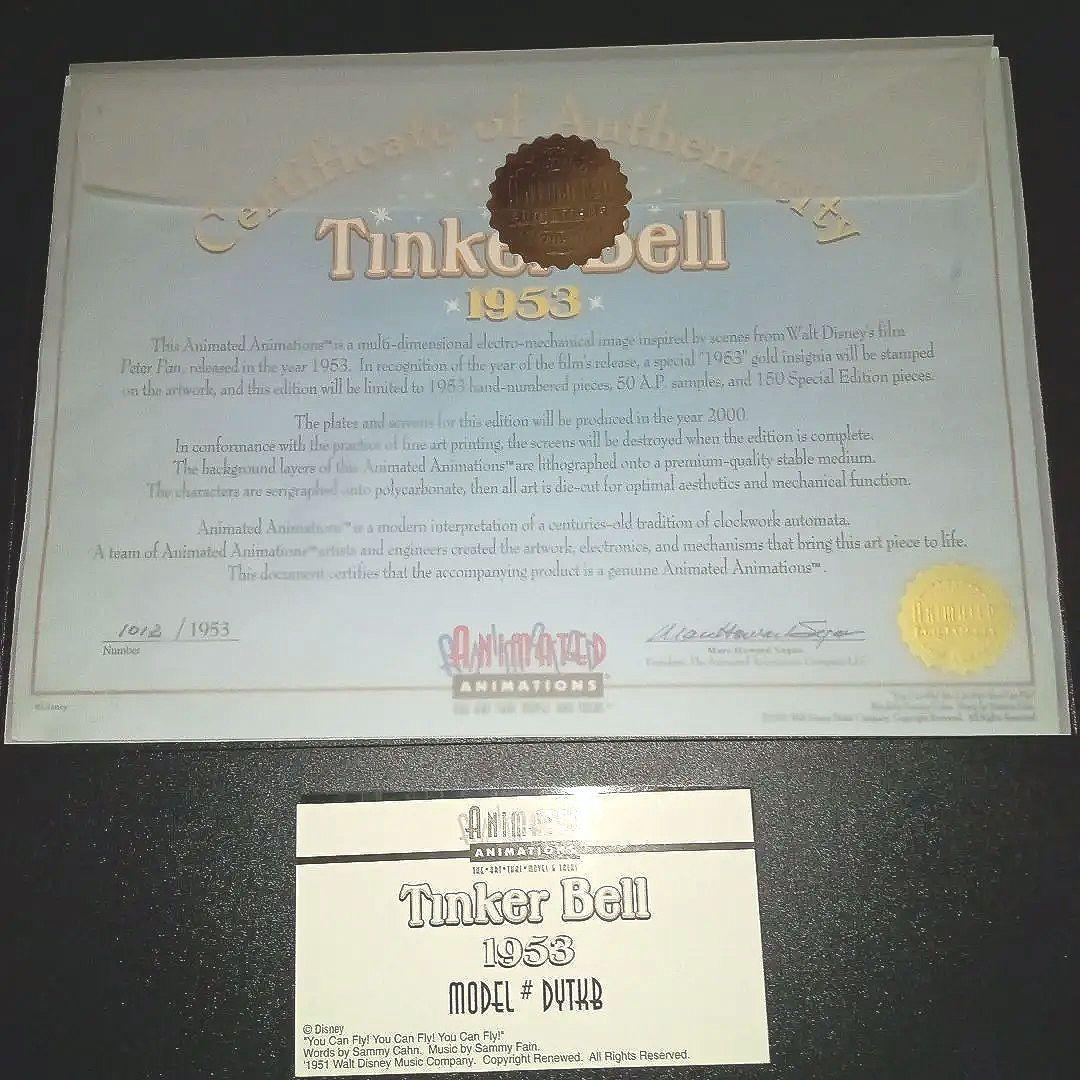 Certificate of Authenticity
Tinker Bell
1953
This Animated Animations™ is a multi-dimensional electro-mechanical image inspired by scenes from Walt Disney's film
Peter Pan, released in the year 1953. In recognition of the year of the film's release, a special "1953" gold insignia will be stamped
on the artwork, and this edition will be limited to 1953 hand-numbered pieces, 50 A.P. samples, and 150 Special Edition pieces.
The plates and screens for this edition will be produced in the year 2000.
In conformance with the practice of fine art printing, the screens will be destroyed when the edition is complete.
The background layers of this Animated Animations™ are lithographed onto a premium-quality stable medium.
The characters are serigraphed onto polycarbonate, then all art is die-cut for optimal aesthetics and mechanical function.
Animated Animations™ is a modern interpretation of a centuries-old tradition of clockwork automata.
A team of Animated Animations™ artists and engineers created the artwork, electronics, and mechanisms that bring this art piece to life.
This document certifies that the accompanying product is a genuine Animated Animations™.
1012 / 1953
Number
Marc Howard Segan
ANIMATED
ANIMATIONS
ANIMATED
©Disney
ANIMATED
ANIMATIONS
THE•ART•THAT•MOVES & TALKS
Tinker Bell
1953
MODEL # DYTKB
© Disney
"You Can Fly! You Can Fly! You Can Fly!"
Words by Sammy Cahn. Music by Sammy Fain.
'1951 Walt Disney Music Company. Copyright Renewed. All Rights Reserved.